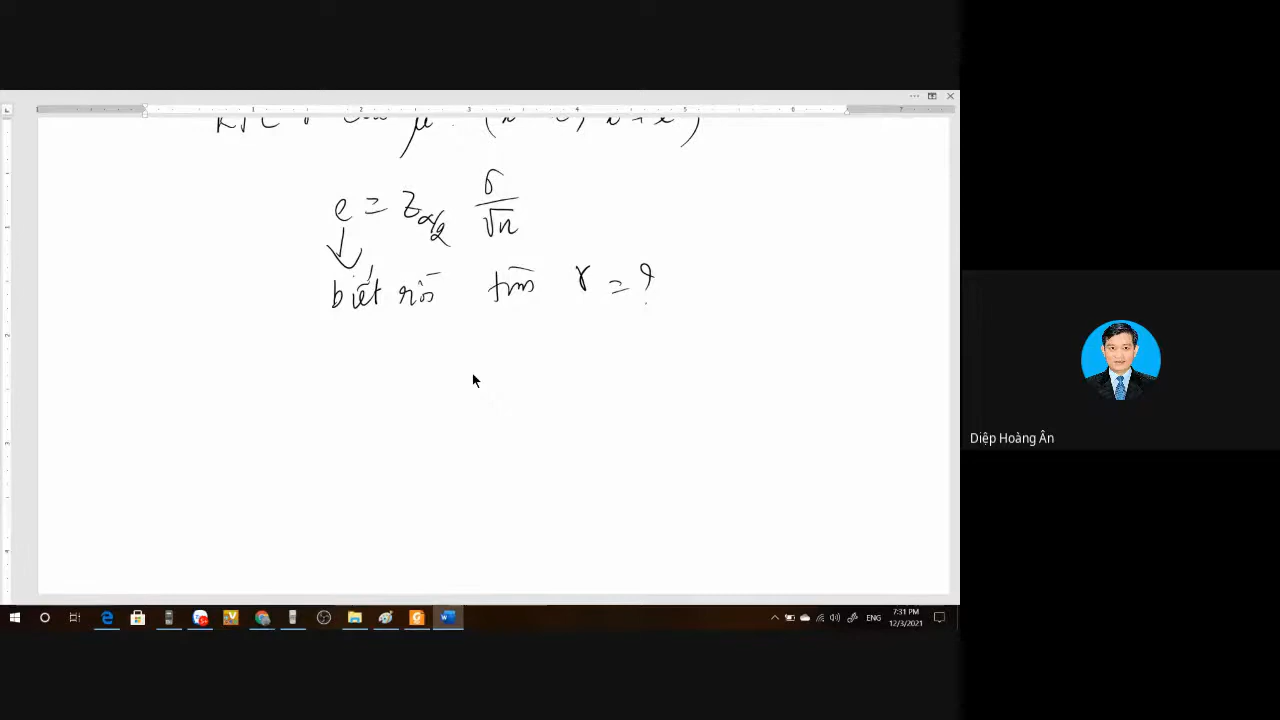 e = z_{α/2} σ/√n
biết rồi tìm γ = ?
Diệp Hoàng Ân
ENG
7:31 PM
12/3/2021